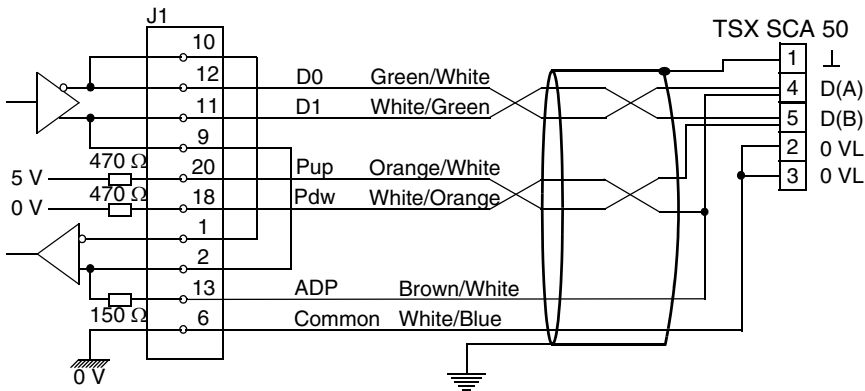 J1
TSX SCA 50
10
1 ⊥
12 D0 Green/White 4 D(A)
11 D1 White/Green 5 D(B)
9
2 0 VL
470 Ω
5 V 20 Pup Orange/White 3 0 VL
470 Ω
0 V 18 Pdw White/Orange
1
2
13 ADP Brown/White
150 Ω
6 Common White/Blue
0 V